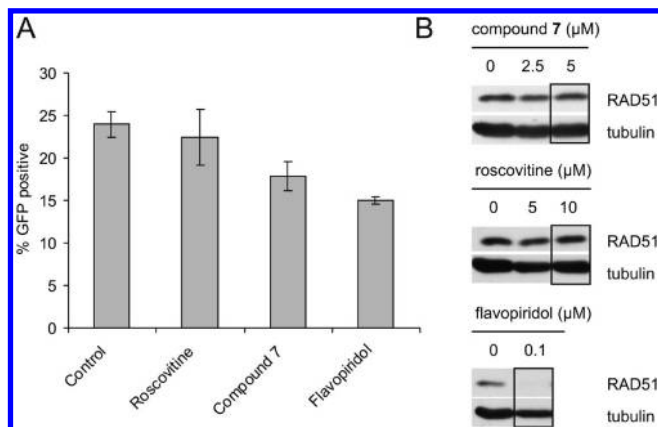 A
% GFP positive
30
25
20
15
10
5
0
Control
Roscovitine
Compound 7
Flavopiridol
B
compound 7 (µM)
0 2.5 5
RAD51
tubulin
roscovitine (µM)
0 5 10
RAD51
tubulin
flavopiridol (µM)
0 0.1
RAD51
tubulin